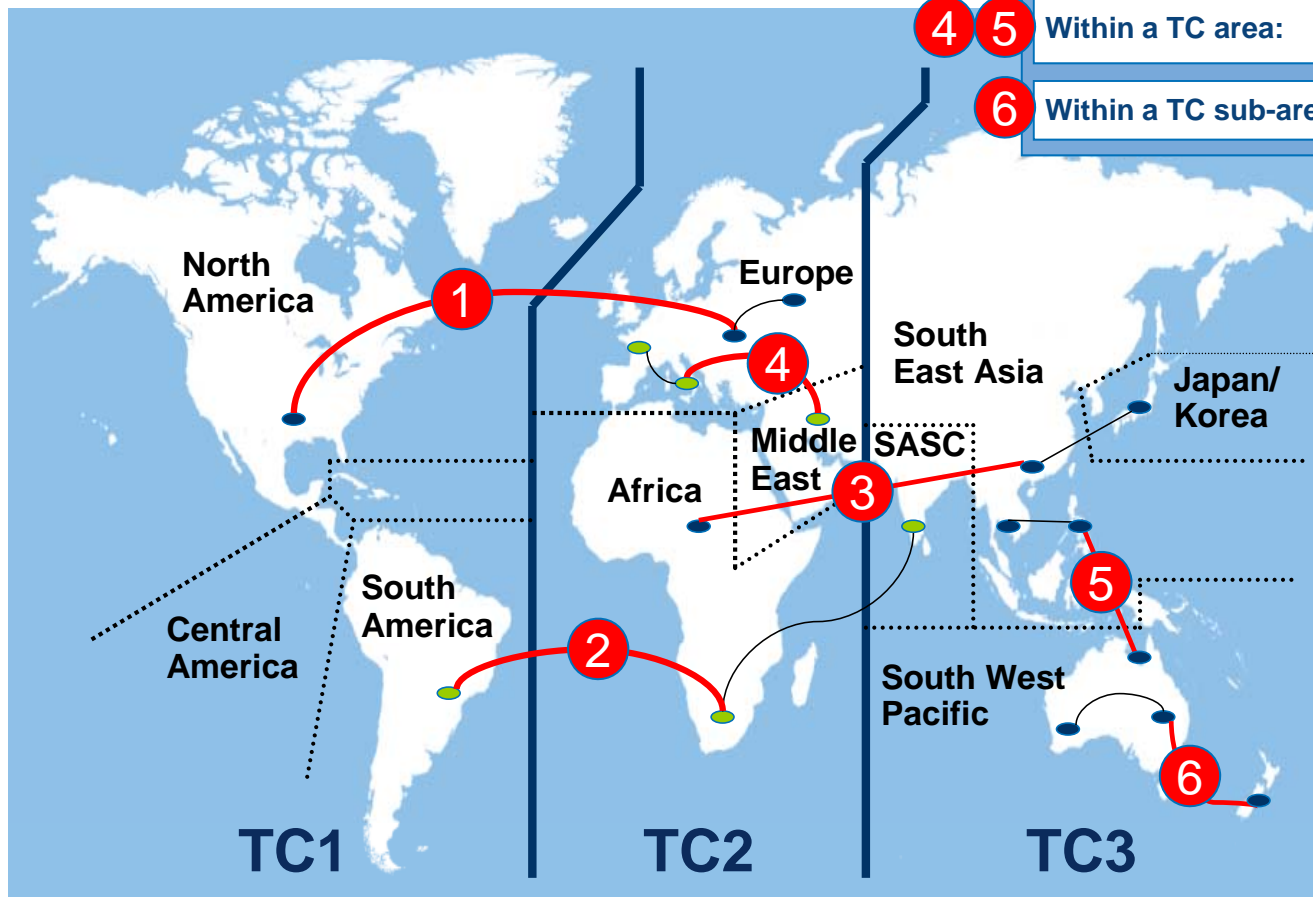 4 5 Within a TC area:
6 Within a TC sub-are
North
America
1
Europe
4
South
East Asia
Japan/
Korea
Middle
East
SASC
3
Africa
5
South
America
Central
America
2
South West
Pacific
6
TC1
TC2
TC3